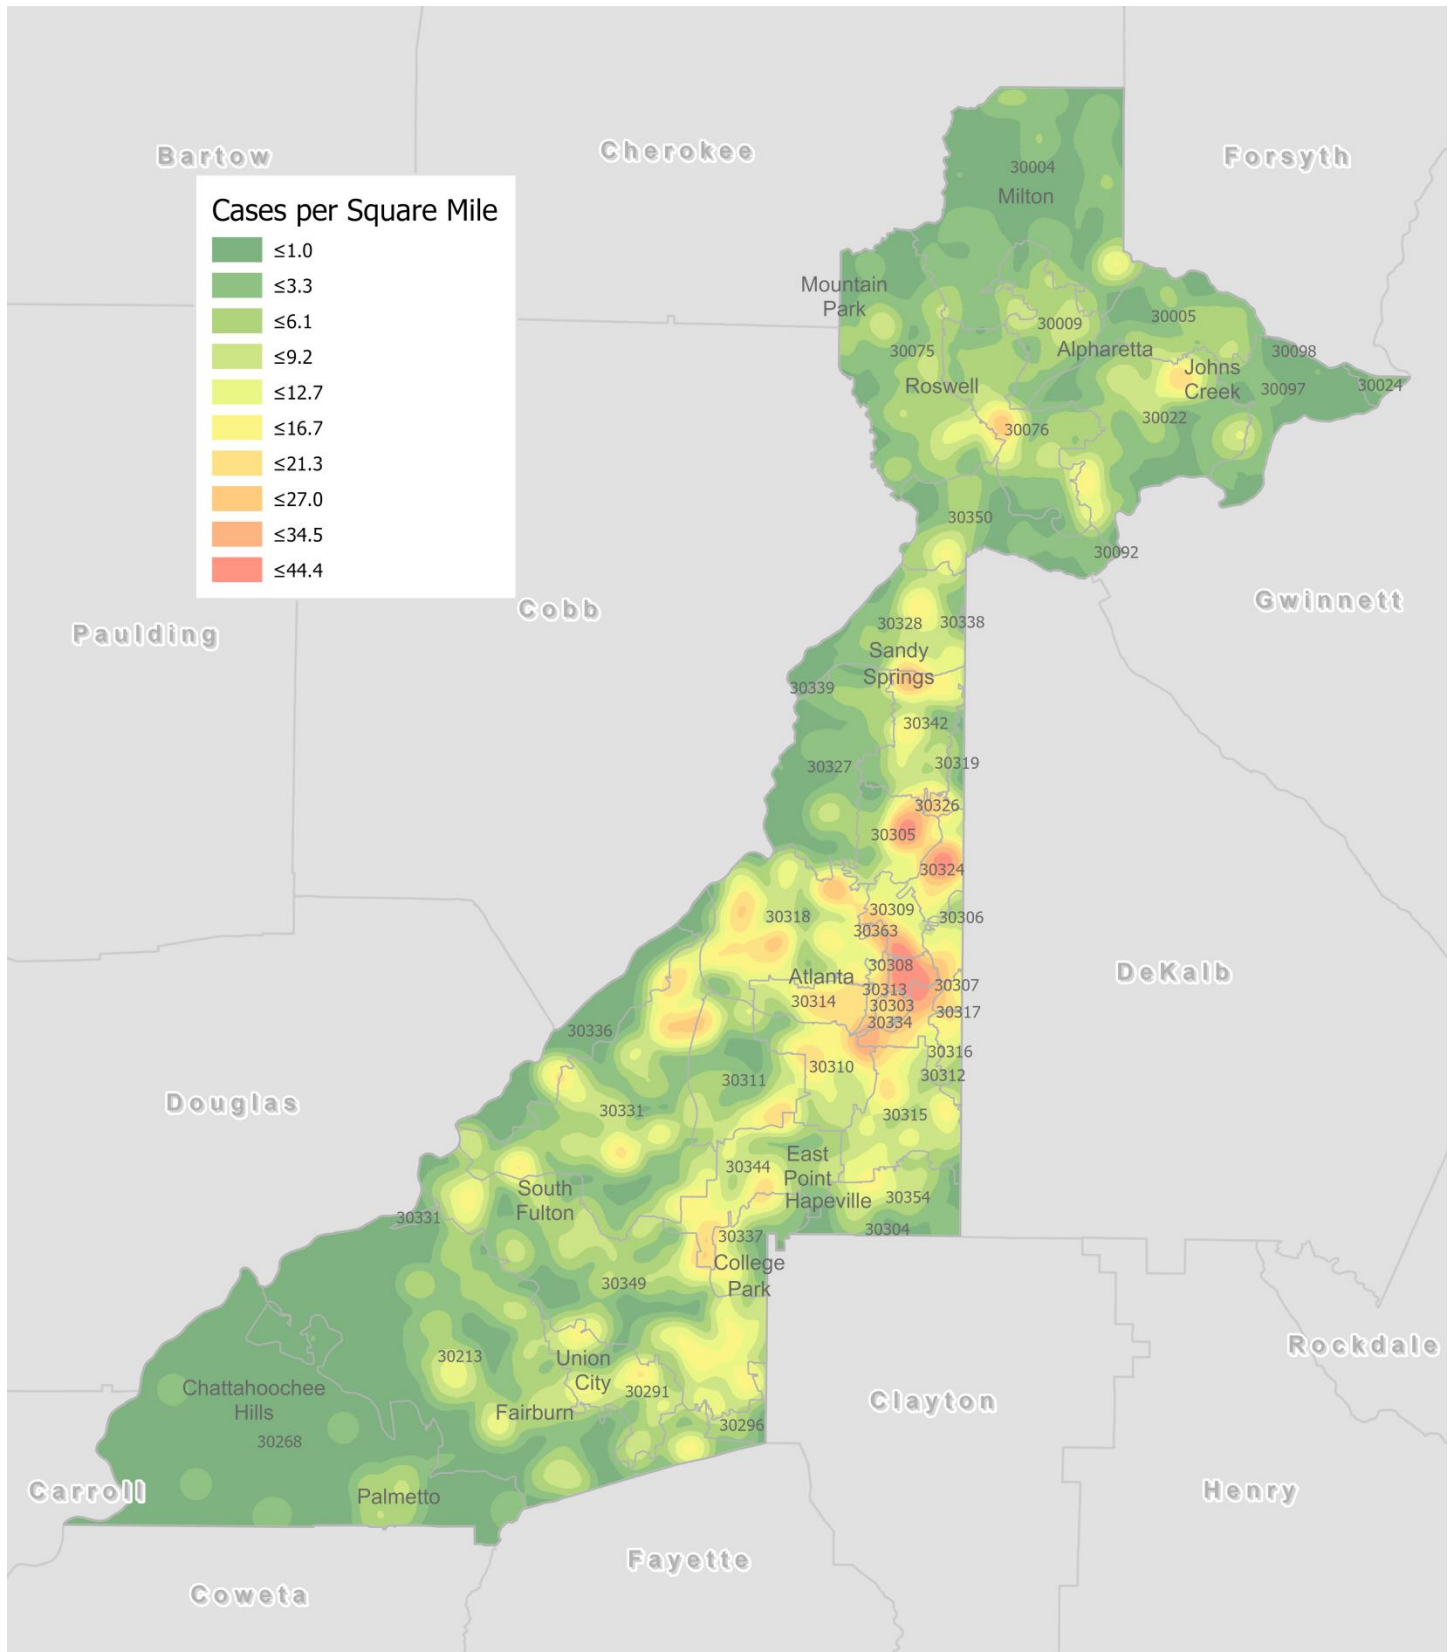 Bartow
Cherokee
Forsyth
30004
Milton
Cases per Square Mile
≤1.0
≤3.3
≤6.1
≤9.2
≤12.7
≤16.7
≤21.3
≤27.0
≤34.5
≤44.4
Mountain
Park
30009
30005
30075
Alpharetta
30098
Roswell
Johns
Creek
30097
30024
30022
30076
30350
30092
Gwinnett
Cobb
Paulding
30328
30338
Sandy
Springs
30339
30342
30327
30319
30326
30305
30324
30309
30306
30318
30363
30308
Atlanta
DeKalb
30313
30307
30314
30303
30317
30334
30336
30316
30310
30312
30311
Douglas
30331
30315
East
Point
30344
South
Fulton
Hapeville
30354
30331
30304
30337
College
Park
30349
Rockdale
30213
Union
City
Chattahoochee
Hills
30291
Clayton
Fairburn
30296
30268
Carroll
Palmetto
Henry
Fayette
Coweta